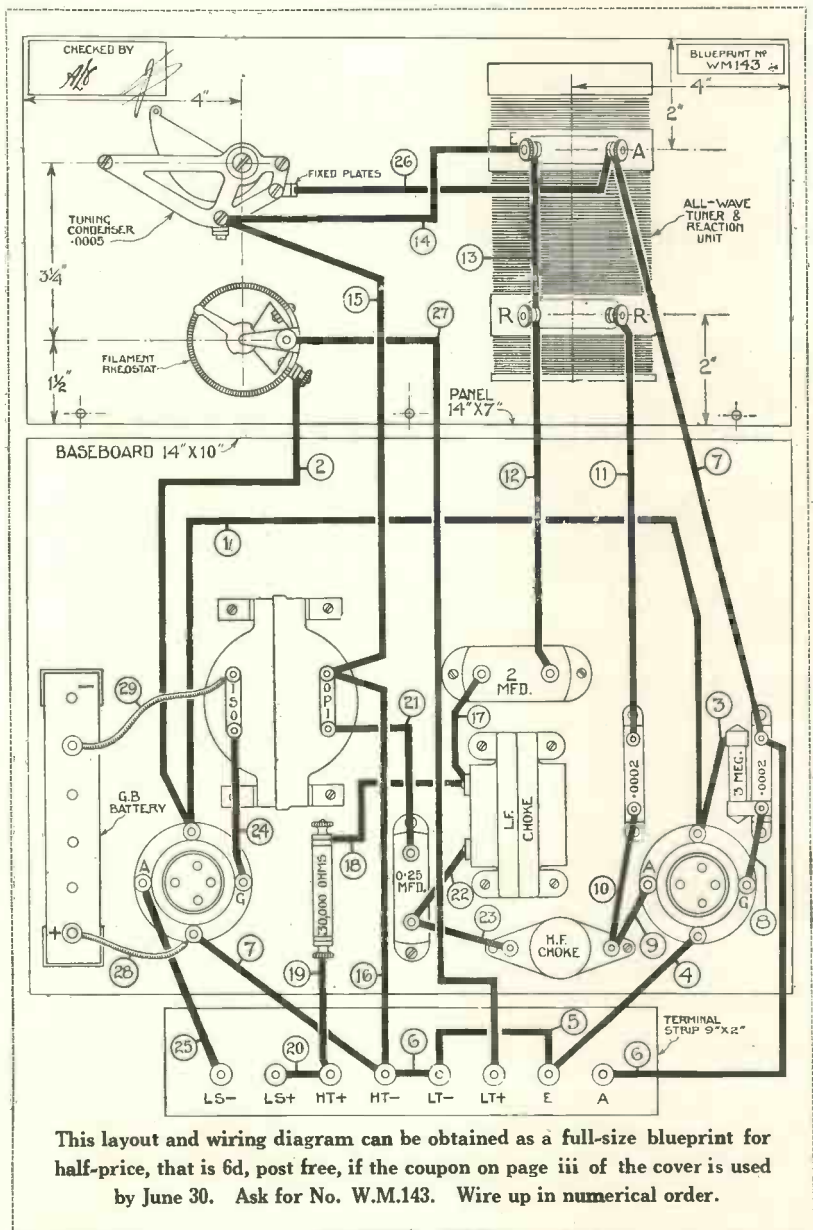 CHECKED BY
BLUEPRINT Nº
WM143
4"
4"
2"
E
A
26
FIXED PLATES
TUNING
CONDENSER
.0005
14
13
ALL-WAVE
TUNER &
REACTION
UNIT
3¼"
15
27
R
R
FILAMENT
RHEOSTAT
1½"
2"
PANEL
14"X7"
BASEBOARD 14"X10"
2
12
11
7
1
29
ISO
OPI
21
2
MFD.
17
3
.0002
3 MEG.
.0002
G.B
BATTERY
24
18
L.F.
CHOKE
A
G
30,000 OHMS
0.25
MFD.
22
10
A
G
8
23
H.F.
CHOKE
9
28
7
19
16
4
TERMINAL
STRIP 9"X2"
25
20
6
5
6
LS-
LS+
HT+
HT-
LT-
LT+
E
A
This layout and wiring diagram can be obtained as a full-size blueprint for
half-price, that is 6d, post free, if the coupon on page iii of the cover is used
by June 30. Ask for No. W.M.143. Wire up in numerical order.